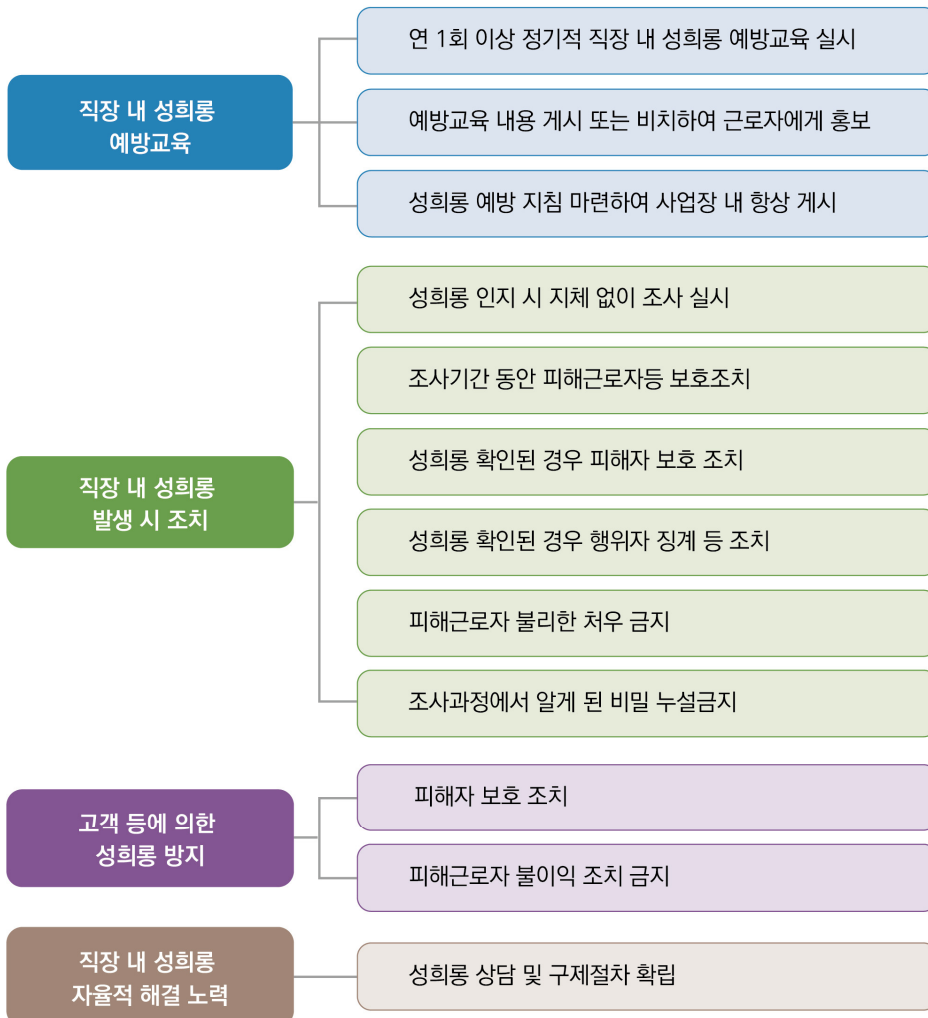 직장 내 성희롱
예방교육
연 1회 이상 정기적 직장 내 성희롱 예방교육 실시
예방교육 내용 게시 또는 비치하여 근로자에게 홍보
성희롱 예방 지침 마련하여 사업장 내 항상 게시
직장 내 성희롱
발생 시 조치
성희롱 인지 시 지체 없이 조사 실시
조사기간 동안 피해근로자등 보호조치
성희롱 확인된 경우 피해자 보호 조치
성희롱 확인된 경우 행위자 징계 등 조치
피해근로자 불리한 처우 금지
조사과정에서 알게 된 비밀 누설금지
고객 등에 의한
성희롱 방지
피해자 보호 조치
피해근로자 불이익 조치 금지
직장 내 성희롱
자율적 해결 노력
성희롱 상담 및 구제절차 확립